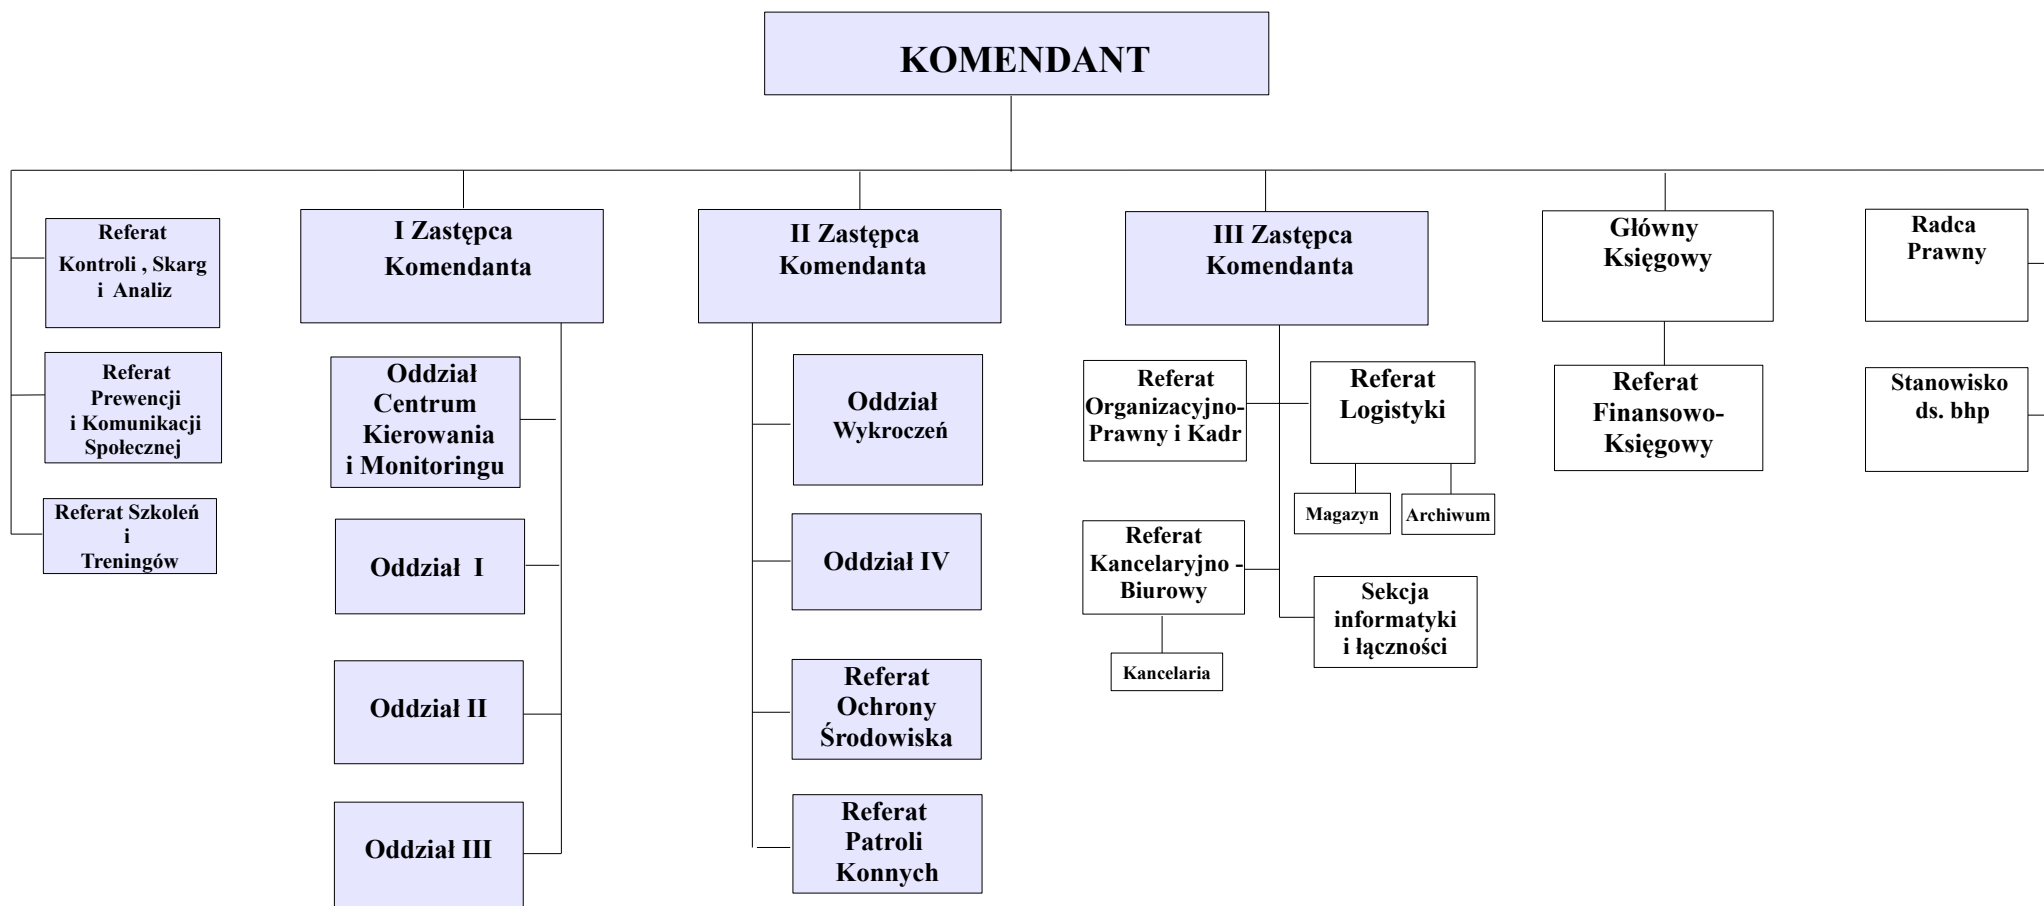 KOMENDANT
Referat
Kontroli , Skarg
i Analiz
Referat
Prewencji
i Komunikacji
Społecznej
Referat Szkoleń
i
Treningów
I Zastępca
Komendanta
Oddział
Centrum
Kierowania
i Monitoringu
Oddział I
Oddział II
Oddział III
II Zastępca
Komendanta
Oddział
Wykroczeń
Oddział IV
Referat
Ochrony
Środowiska
Referat
Patroli
Konnych
III Zastępca
Komendanta
Referat
Organizacyjno-
Prawny i Kadr
Referat
Logistyki
Magazyn
Archiwum
Referat
Kancelaryjno -
Biurowy
Kancelaria
Sekcja
informatyki
i łączności
Główny
Księgowy
Referat
Finansowo-
Księgowy
Radca
Prawny
Stanowisko
ds. bhp